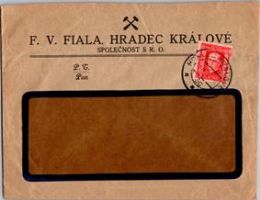 F. V. FIALA, HRADEC KRÁLOVÉ
SPOLEČNOST S R. O.
P. T.
Pan